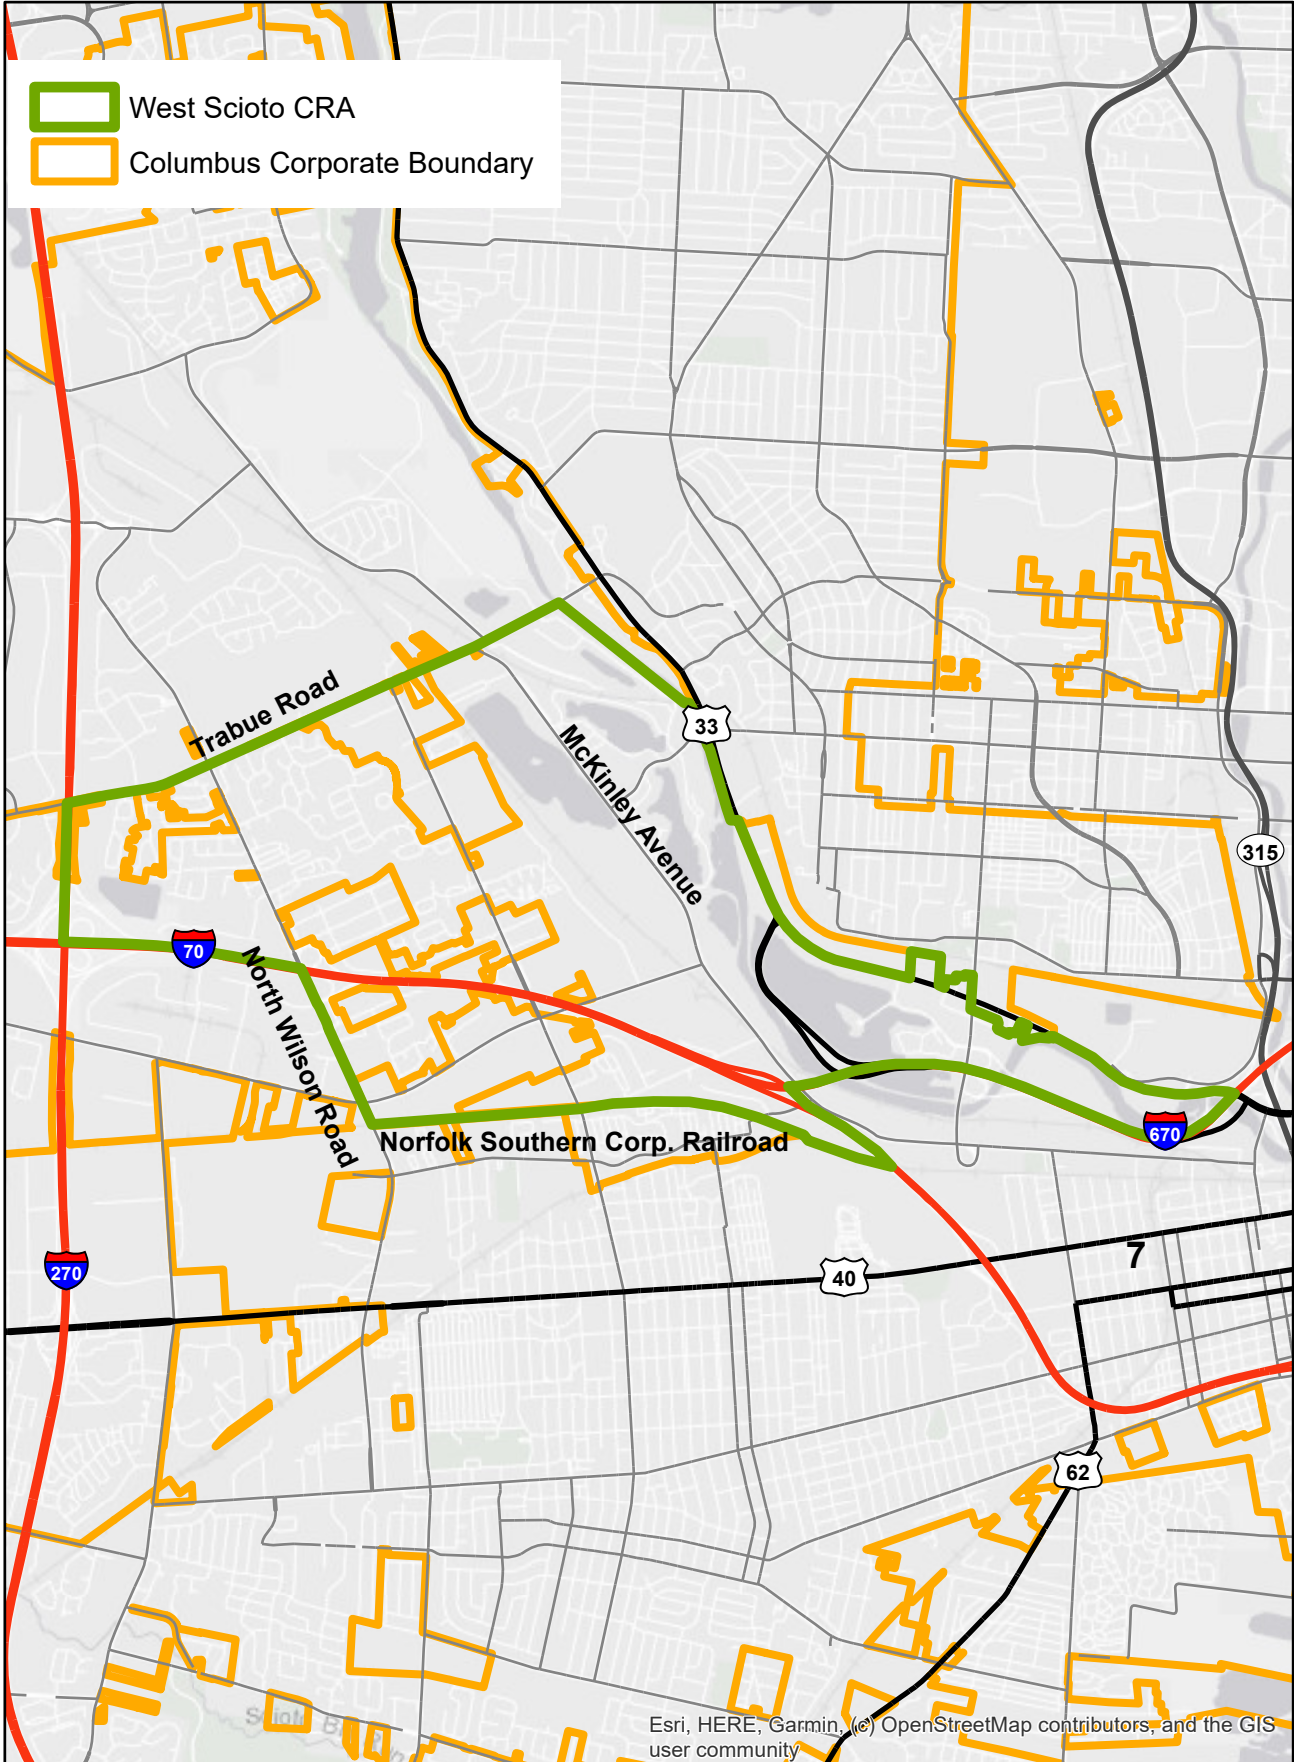 West Scioto CRA
Columbus Corporate Boundary
Trabue Road
33
McKinley Avenue
315
70
North Wilson Road
670
Norfolk Southern Corp. Railroad
7
270
40
62
Esri, HERE, Garmin, (c) OpenStreetMap contributors, and the GIS
user community